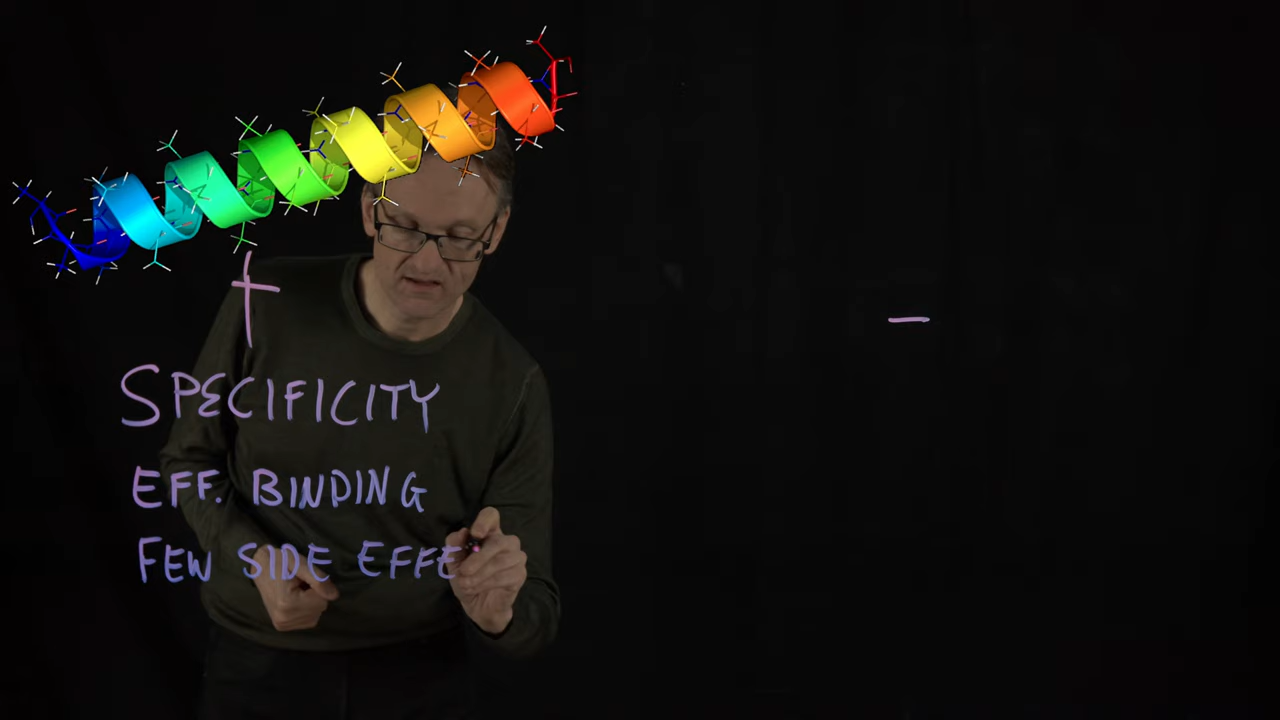 +
-
SPECIFICITY
EFF. BINDING
FEW SIDE EFFE